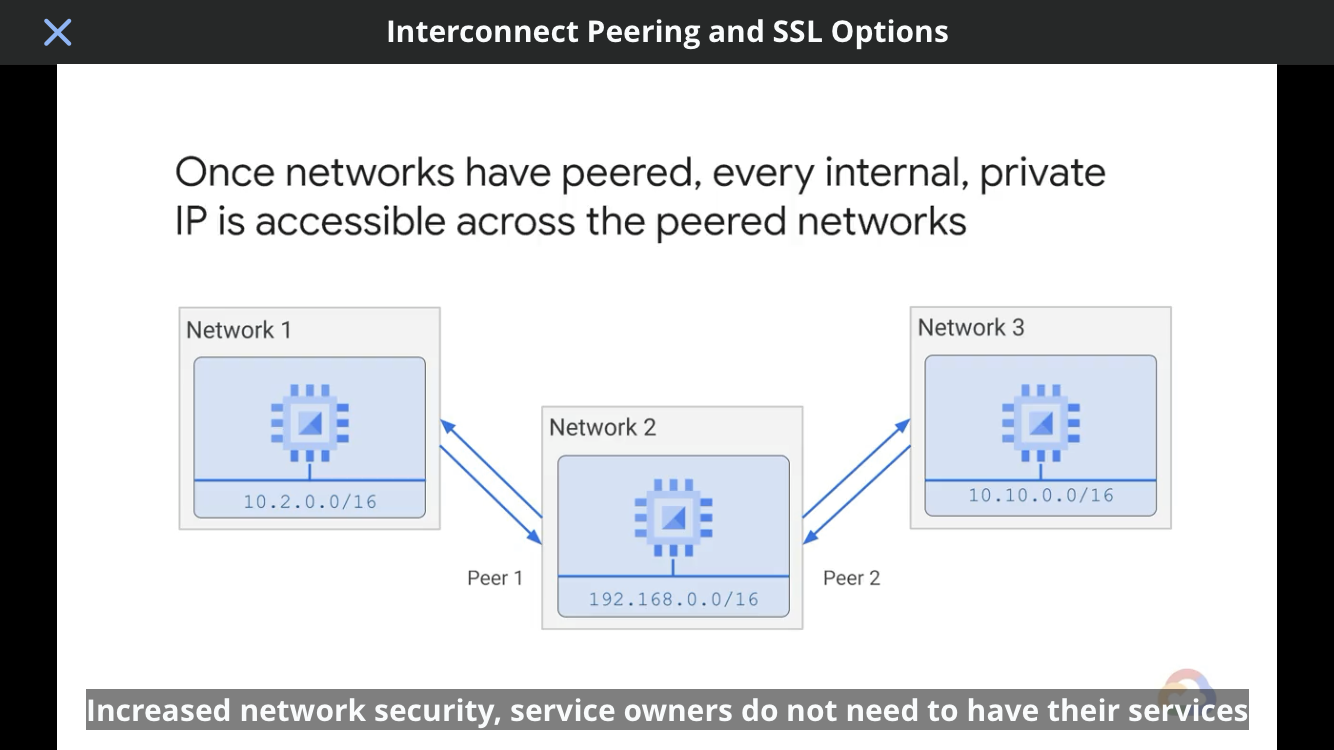 Interconnect Peering and SSL Options
Once networks have peered, every internal, private
IP is accessible across the peered networks
Network 1
10.2.0.0/16
Network 2
192.168.0.0/16
Network 3
10.10.0.0/16
Peer 1
Peer 2
Increased network security, service owners do not need to have their services